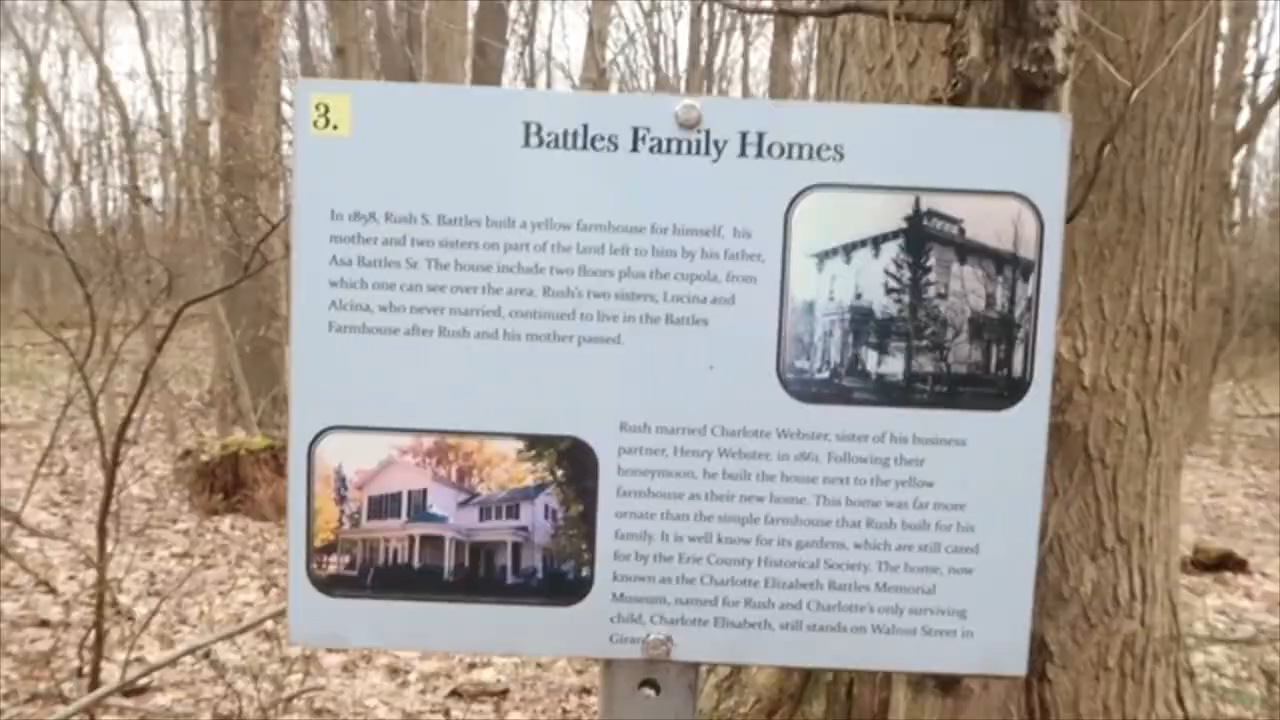 3.
Battles Family Homes
In 1858, Rush S. Battles built a yellow farmhouse for himself, his
mother and two sisters on part of the land left to him by his father,
Asa Battles Sr. The house include two floors plus the cupola, from
which one can see over the area. Rush's two sisters, Lucina and
Alcina, who never married, continued to live in the Battles
Farmhouse after Rush and his mother passed.
Rush married Charlotte Webster, sister of his business
partner, Henry Webster, in 1861. Following their
honeymoon, he built the house next to the yellow
farmhouse as their new home. This home was far more
ornate than the simple farmhouse that Rush built for his
family. It is well know for its gardens, which are still cared
for by the Erie County Historical Society. The home, now
known as the Charlotte Elizabeth Battles Memorial
Museum, named for Rush and Charlotte's only surviving
child, Charlotte Elisabeth, still stands on Walnut Street in